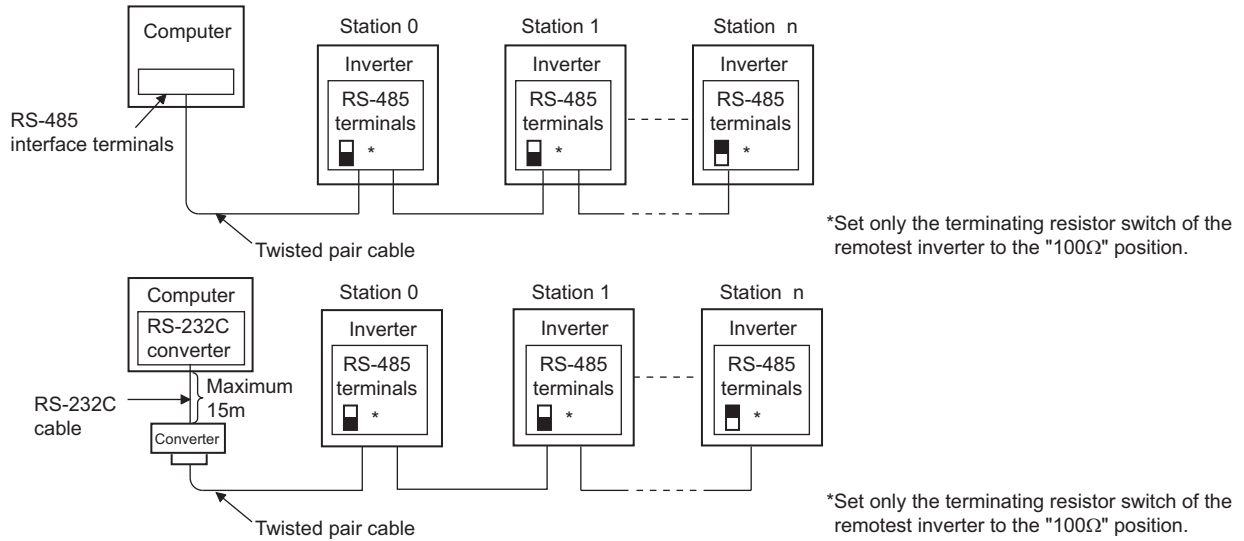 Computer
Station 0
Station 1
Station n
Inverter
Inverter
Inverter
RS-485
terminals
*
RS-485
terminals
*
RS-485
terminals
*
RS-485
interface terminals
Twisted pair cable
*Set only the terminating resistor switch of the
remotest inverter to the "100Ω" position.
Computer
RS-232C
converter
Station 0
Station 1
Station n
Inverter
Inverter
Inverter
RS-485
terminals
*
RS-485
terminals
*
RS-485
terminals
*
Maximum
15m
RS-232C
cable
Converter
Twisted pair cable
*Set only the terminating resistor switch of the
remotest inverter to the "100Ω" position.